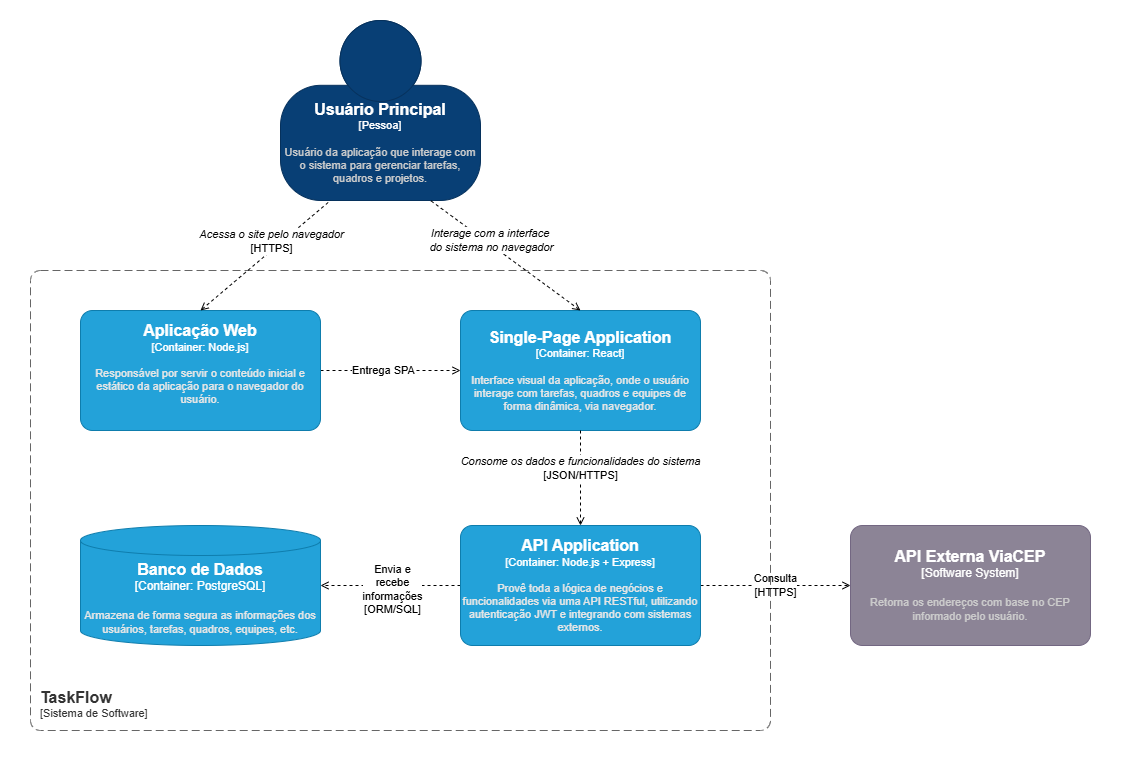 Usuário Principal
[Pessoa]
Usuário da aplicação que interage com
o sistema para gerenciar tarefas,
quadros e projetos.
Acessa o site pelo navegador
[HTTPS]
Interage com a interface
do sistema no navegador
Aplicação Web
[Container: Node.js]
Responsável por servir o conteúdo inicial e
estático da aplicação para o navegador do
usuário.
Entrega SPA
Single-Page Application
[Container: React]
Interface visual da aplicação, onde o usuário
interage com tarefas, quadros e equipes de
forma dinâmica, via navegador.
Consome os dados e funcionalidades do sistema
[JSON/HTTPS]
Banco de Dados
[Container: PostgreSQL]
Armazena de forma segura as informações dos
usuários, tarefas, quadros, equipes, etc.
Envia e
recebe
informações
[ORM/SQL]
API Application
[Container: Node.js + Express]
Provê toda a lógica de negócios e
funcionalidades via uma API RESTful, utilizando
autenticação JWT e integrando com sistemas
externos.
Consulta
[HTTPS]
API Externa ViaCEP
[Software System]
Retorna os endereços com base no CEP
informado pelo usuário.
TaskFlow
[Sistema de Software]